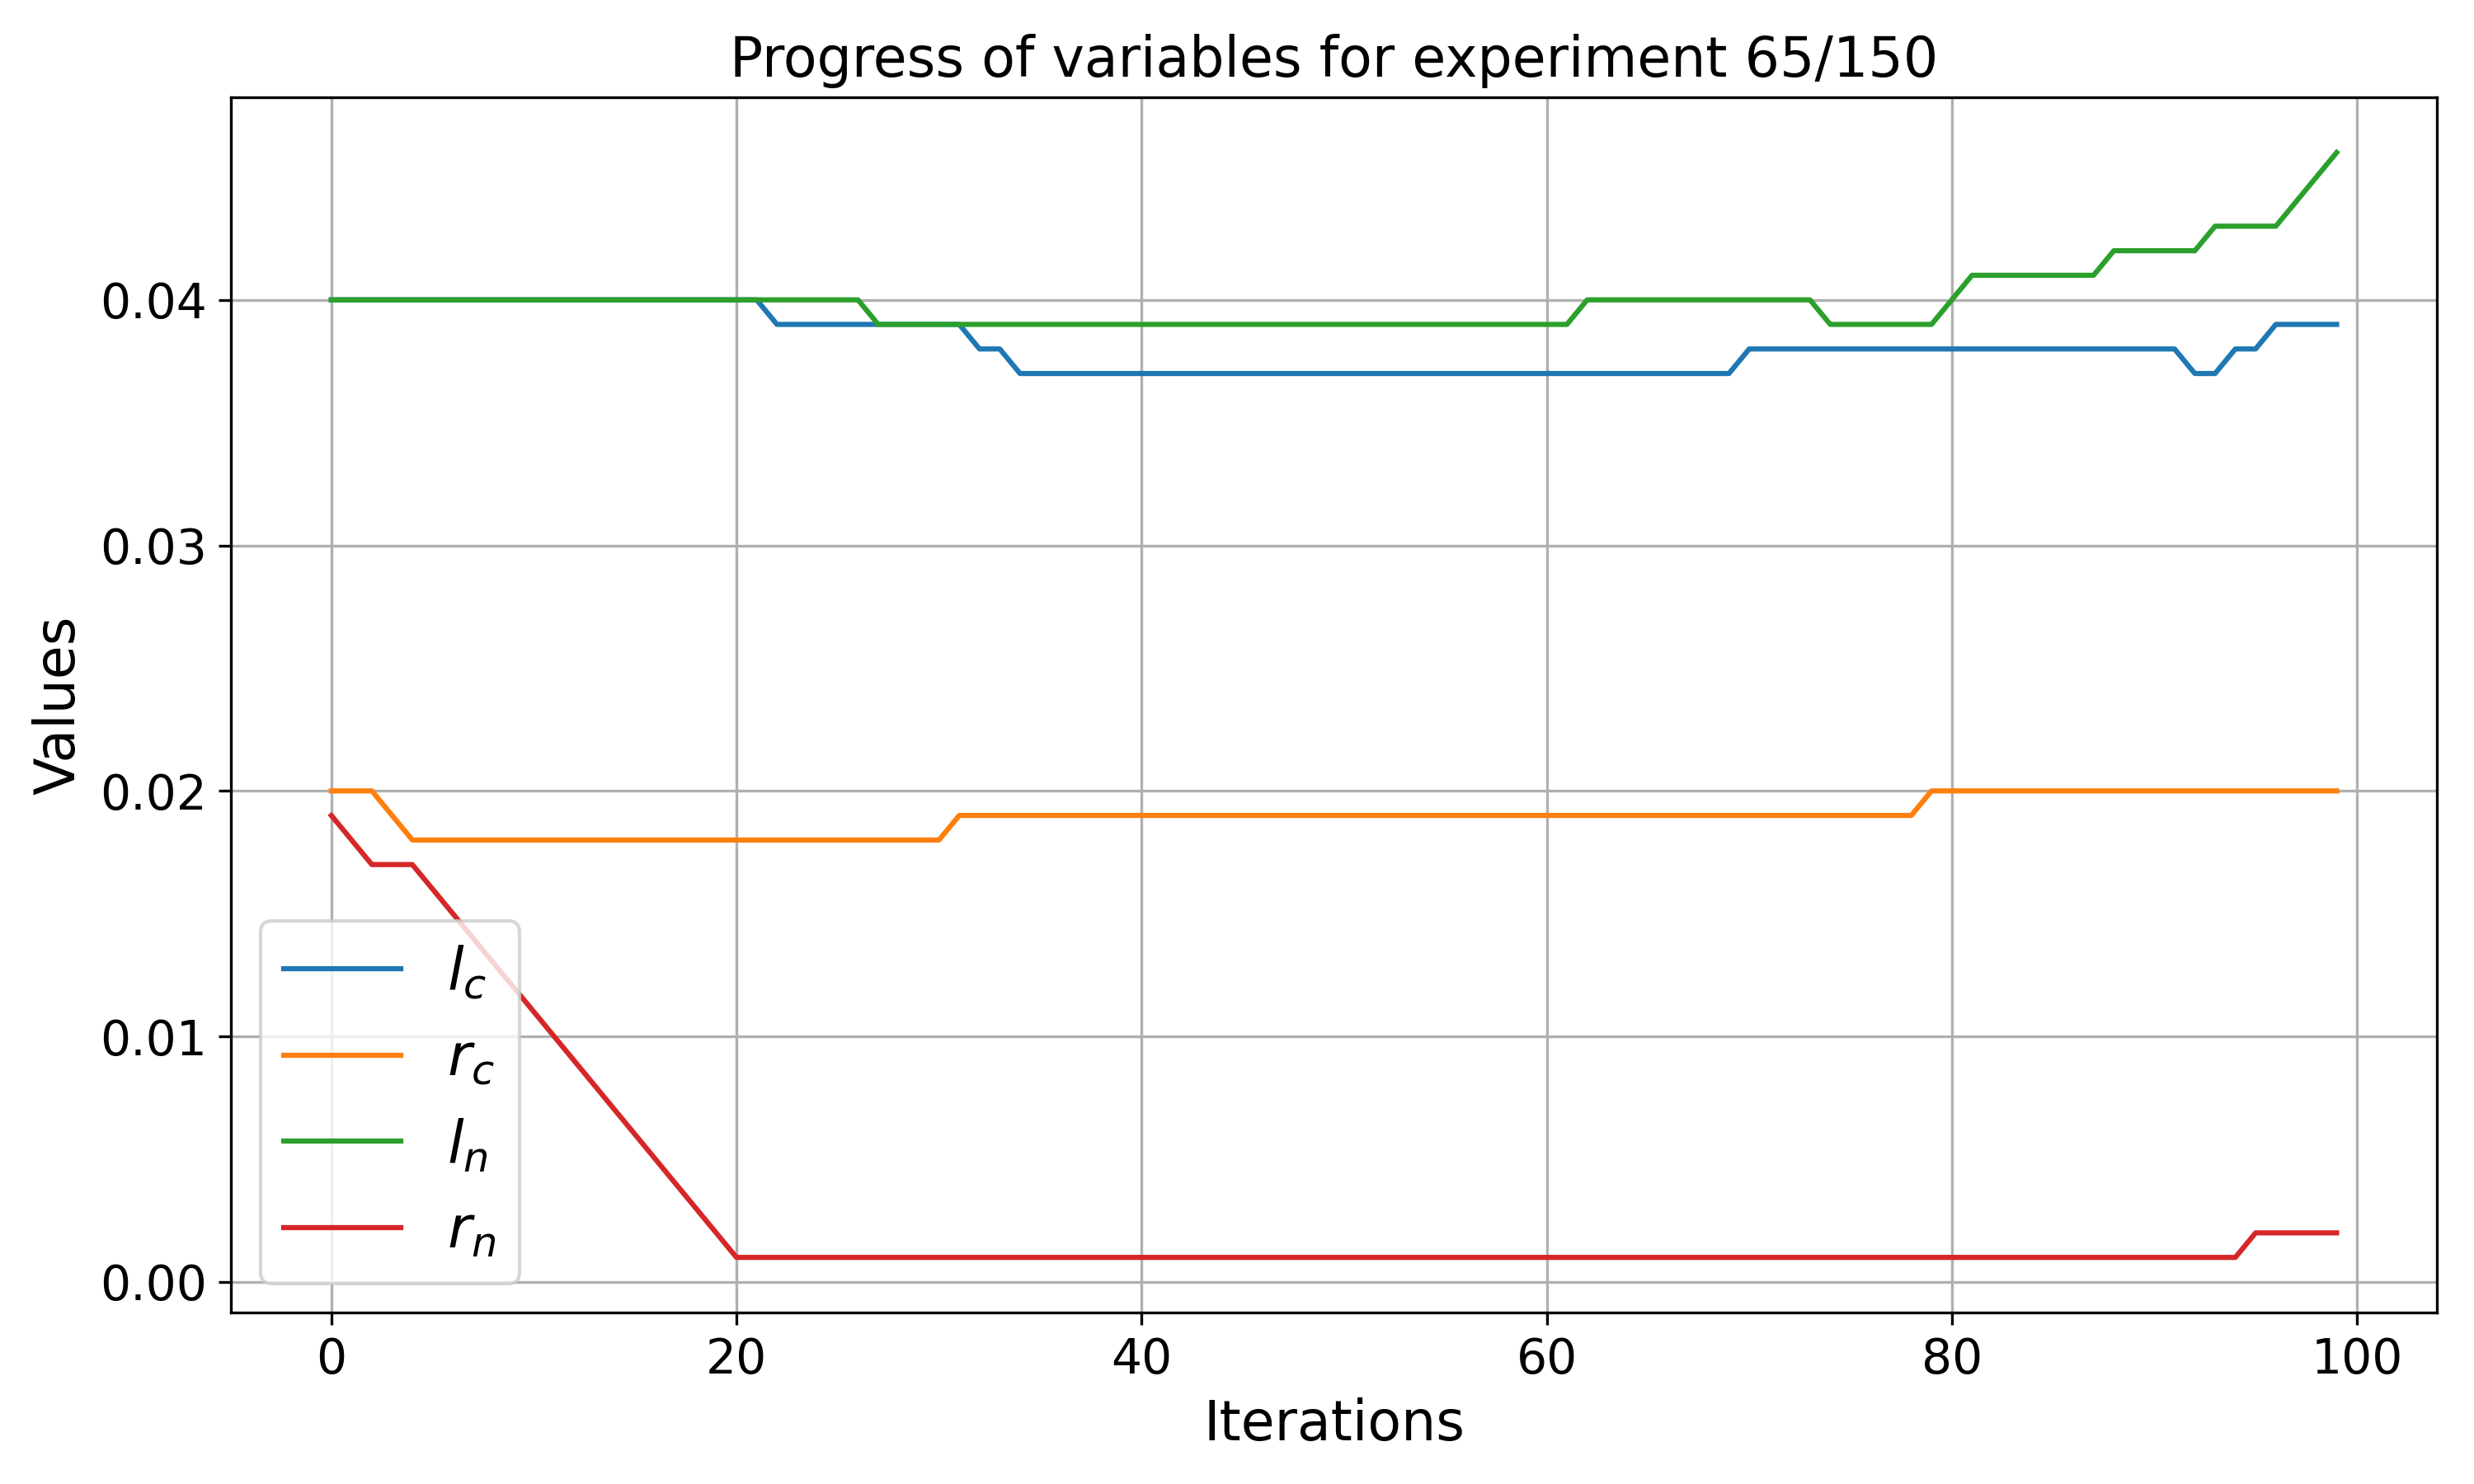 Progress of variables for experiment 65/150
Values
0.04
0.03
0.02
0.01
0.00
l_c
r_c
l_n
r_n
0 20 40 60 80 100
Iterations